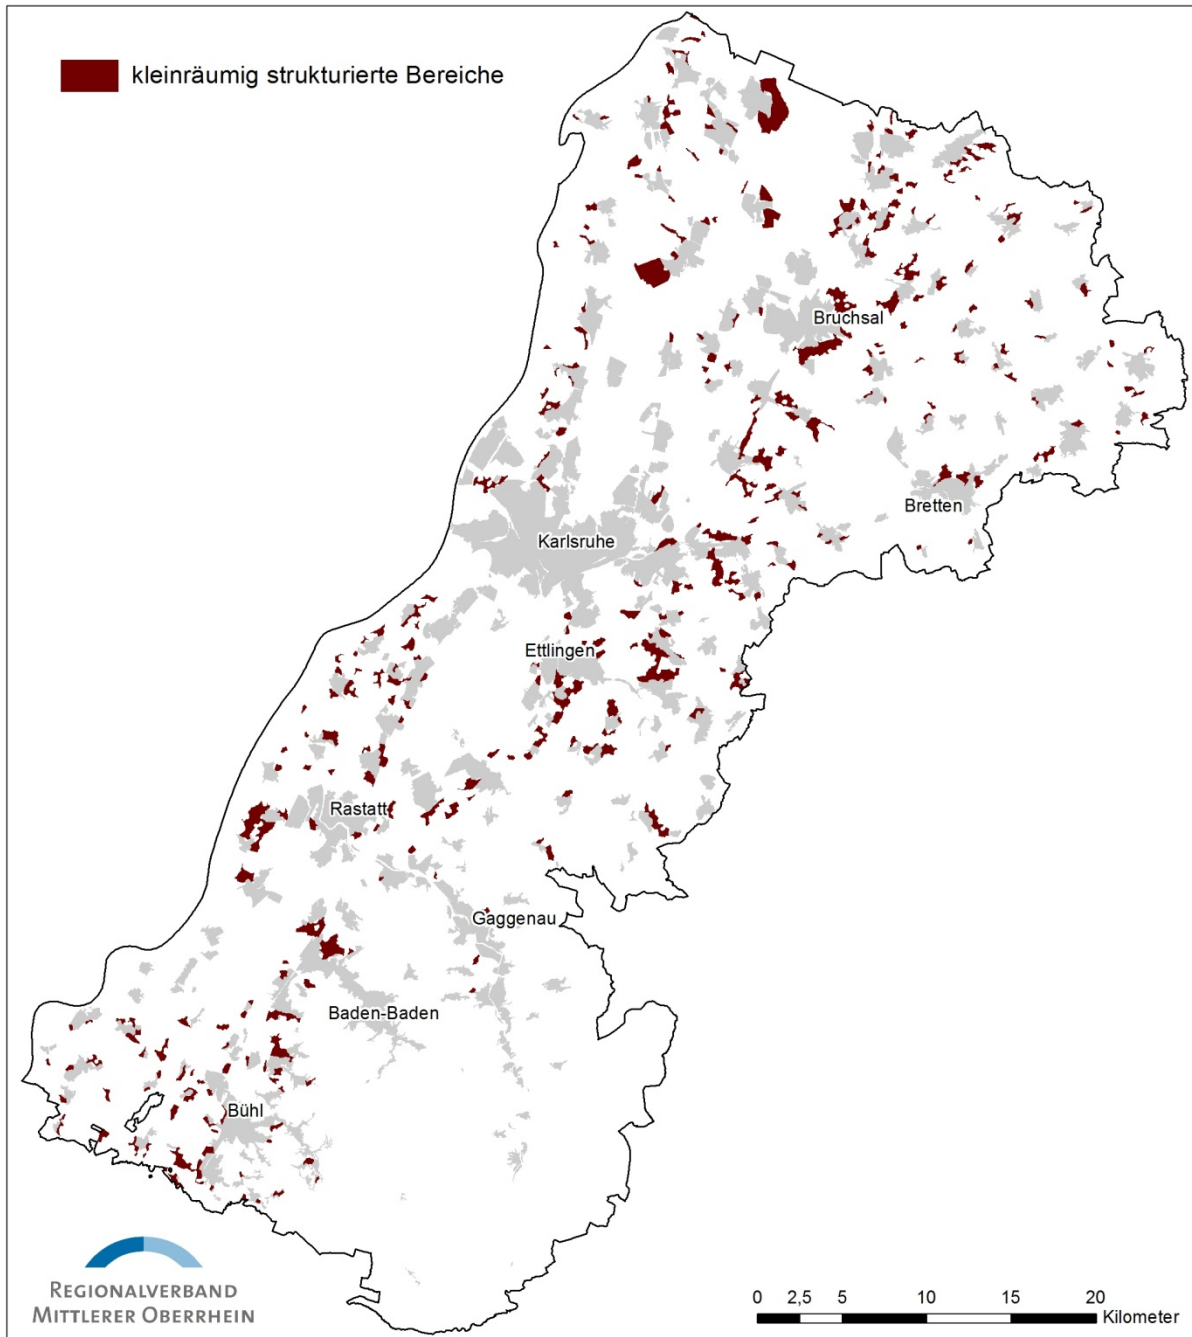 kleinräumig strukturierte Bereiche
Bruchsal
Bretten
Karlsruhe
Ettlingen
Rastatt
Gaggenau
Baden-Baden
Bühl
REGIONALVERBAND
MITTLERER OBERRHEIN
0 2,5 5 10 15 20
Kilometer